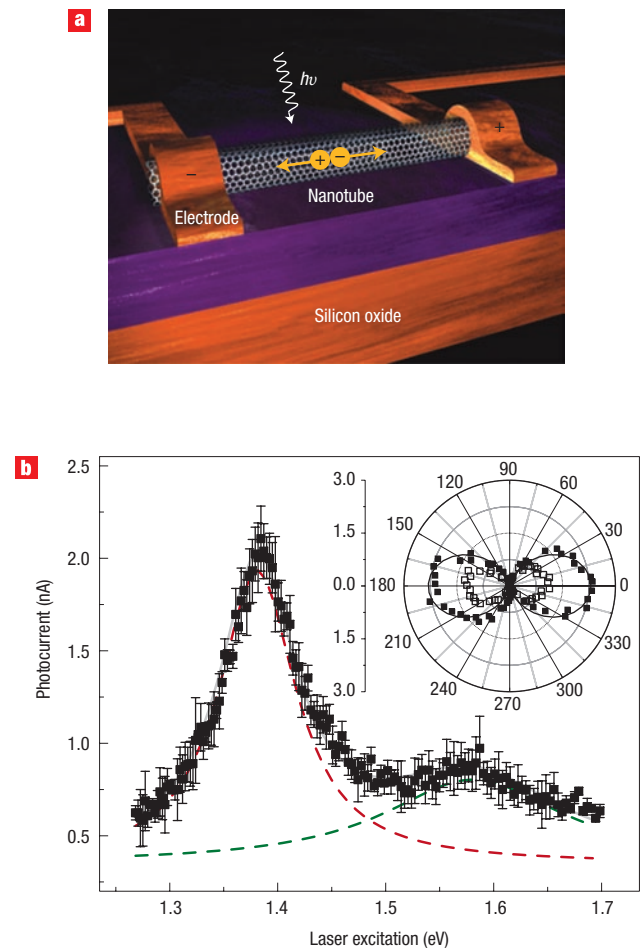 a
hν
+
−
+ −
Nanotube
Electrode
Silicon oxide
b
2.5
2.0
1.5
1.0
0.5
Photocurrent (nA)
1.3 1.4 1.5 1.6 1.7
Laser excitation (eV)
3.0
1.5
0.0
1.5
3.0
90
120 60
150 30
180 0
210 330
240 300
270